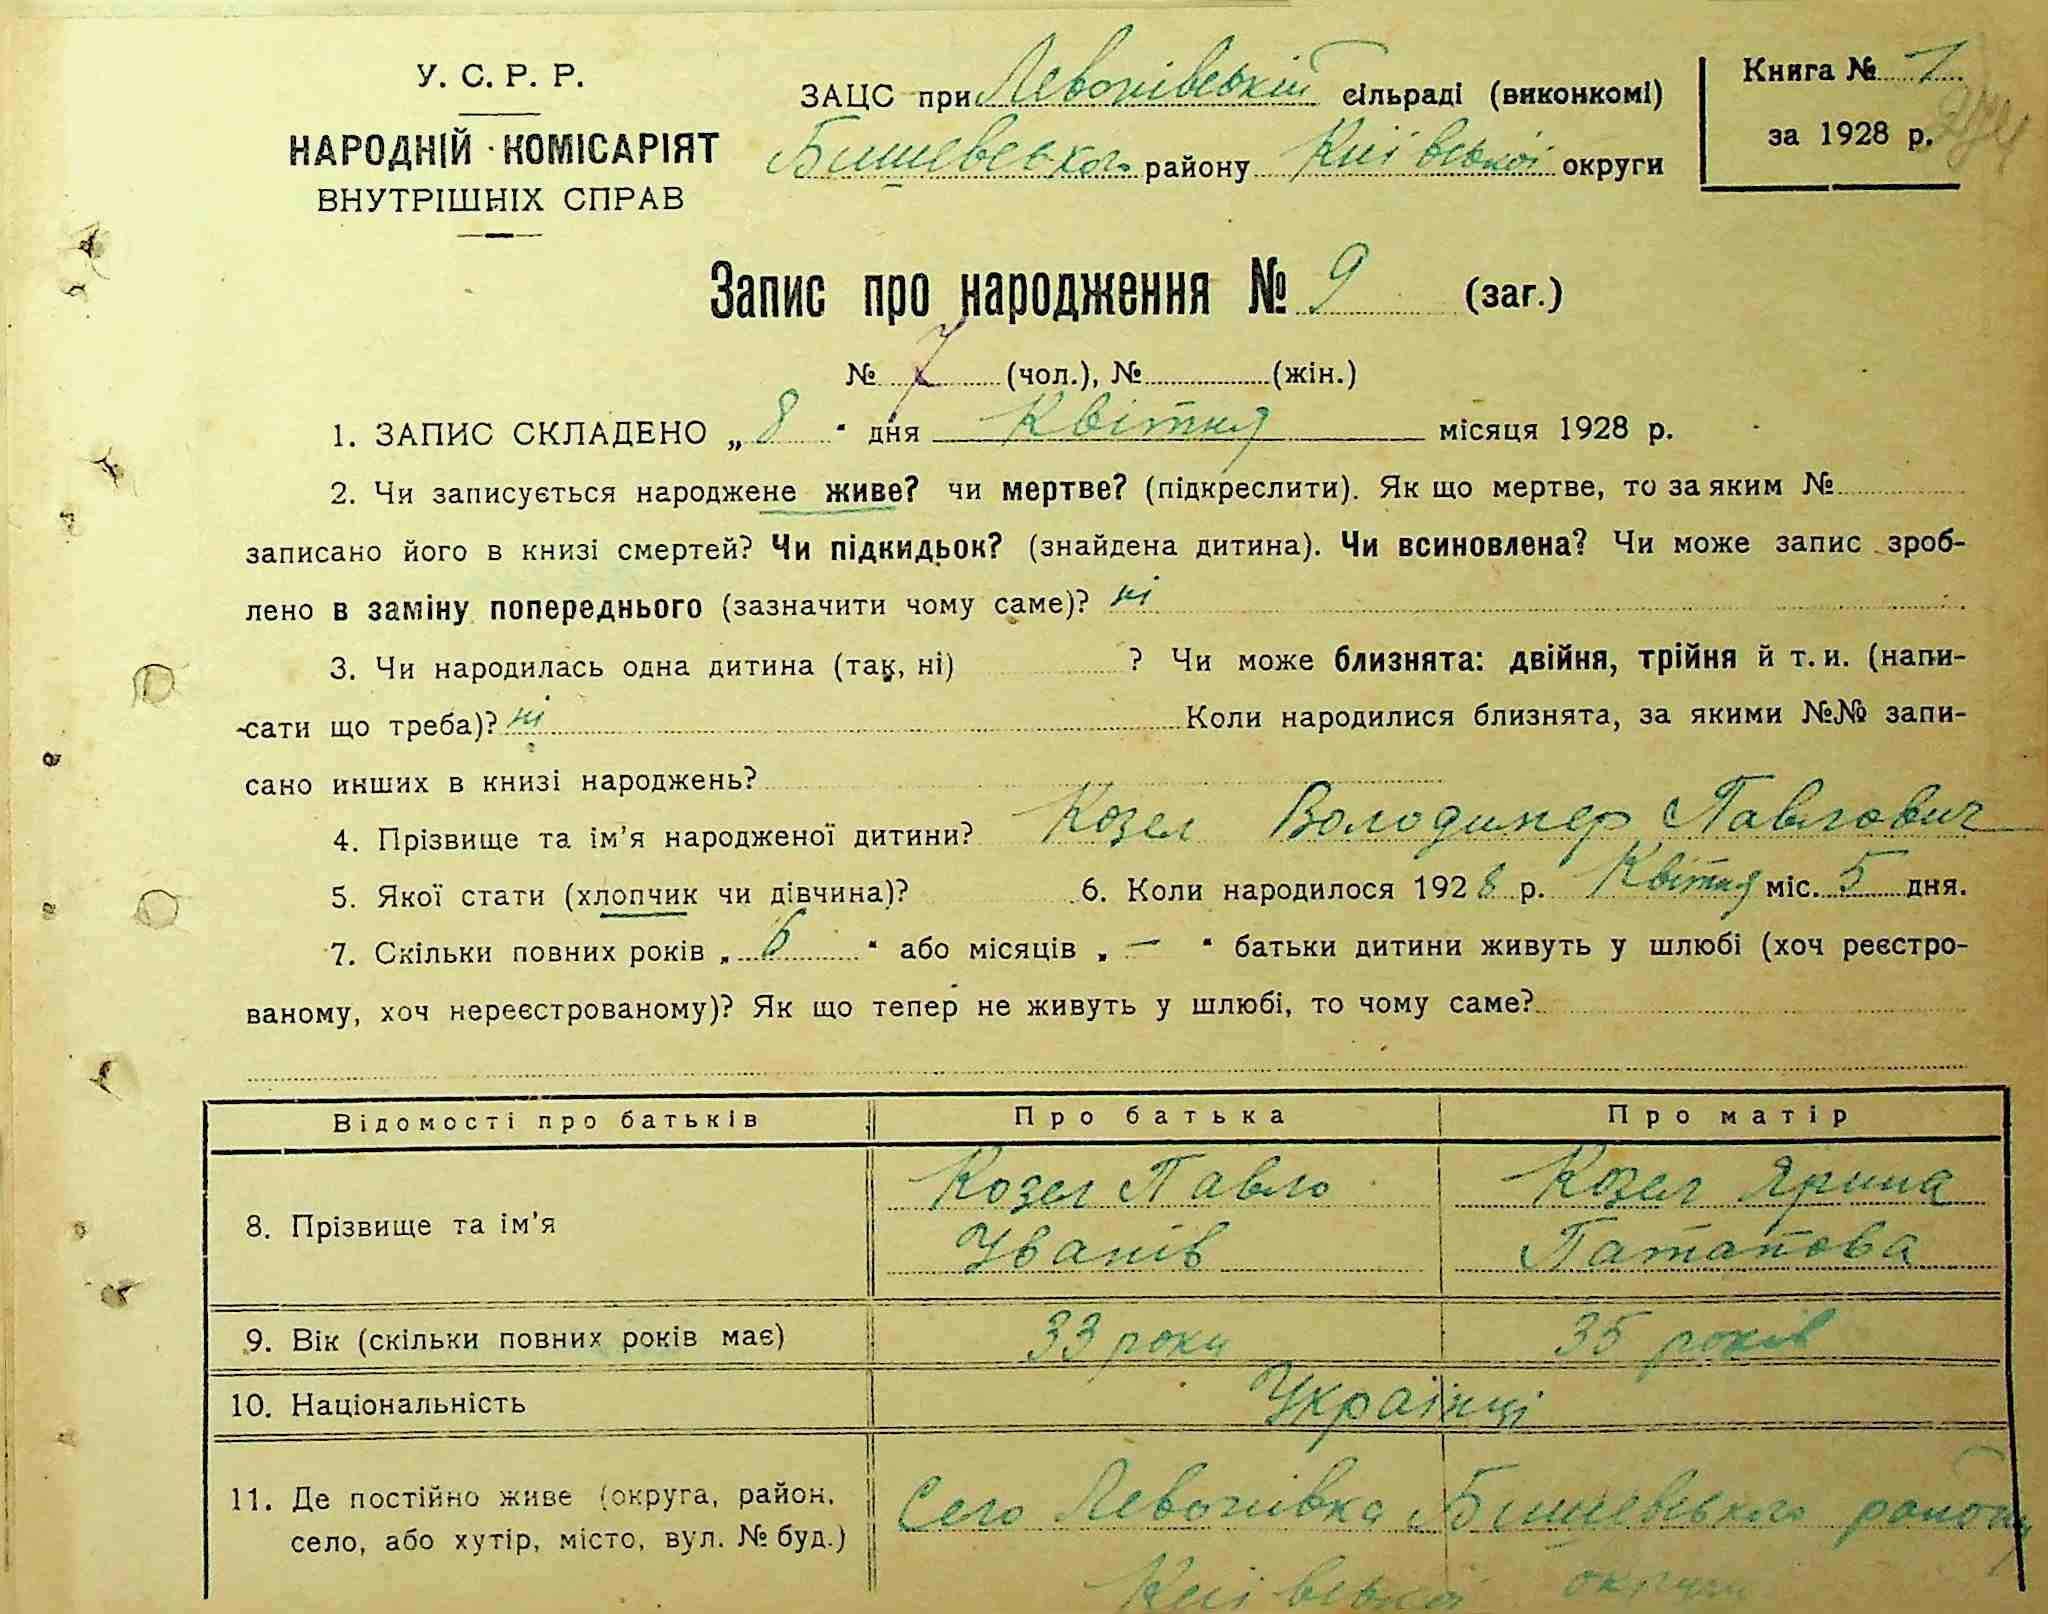 У. С. Р. Р.
НАРОДНІЙ КОМІСАРІЯТ
ВНУТРІШНІХ СПРАВ
ЗАЦС при Левонівській сільраді (виконкомі)
Бишевського району Київської округи
Книга № 1
за 1928 р.
Запис про народження № 9 (заг.)
№ 7 (чол.), № (жін.)
1. ЗАПИС СКЛАДЕНО „ 8 “ дня Квітня місяця 1928 р.
2. Чи записується народжене живе? чи мертве? (підкреслити). Як що мертве, то за яким №
записано його в книзі смертей? Чи підкидьок? (знайдена дитина). Чи всиновлена? Чи може запис зроб-
лено в заміну попереднього (зазначити чому саме)? ні
3. Чи народилась одна дитина (так, ні) ? Чи може близнята: двійня, трійня й т. и. (напи-
сати що треба)? ні Коли народилися близнята, за якими №№ запи-
сано инших в книзі народжень?
4. Прізвище та ім’я народженої дитини? Козел Володимер Павлович
5. Якої стати (хлопчик чи дівчина)? 6. Коли народилося 1928 р. Квітня міс. 5 дня.
7. Скільки повних років „ 6 “ або місяців „ — “ батьки дитини живуть у шлюбі (хоч реєстро-
ваному, хоч нереєстрованому)? Як що тепер не живуть у шлюбі, то чому саме?
Відомості про батьків Про батька Про матір
8. Прізвище та ім’я Козел Павло Козел Ярина
Іванів Патапова
9. Вік (скільки повних років має) 33 роки 35 років
10. Національність Українці
11. Де постійно живе (округа, район,
село, або хутір, місто, вул. № буд.) Село Левонівка Бишевського району
Київської округи